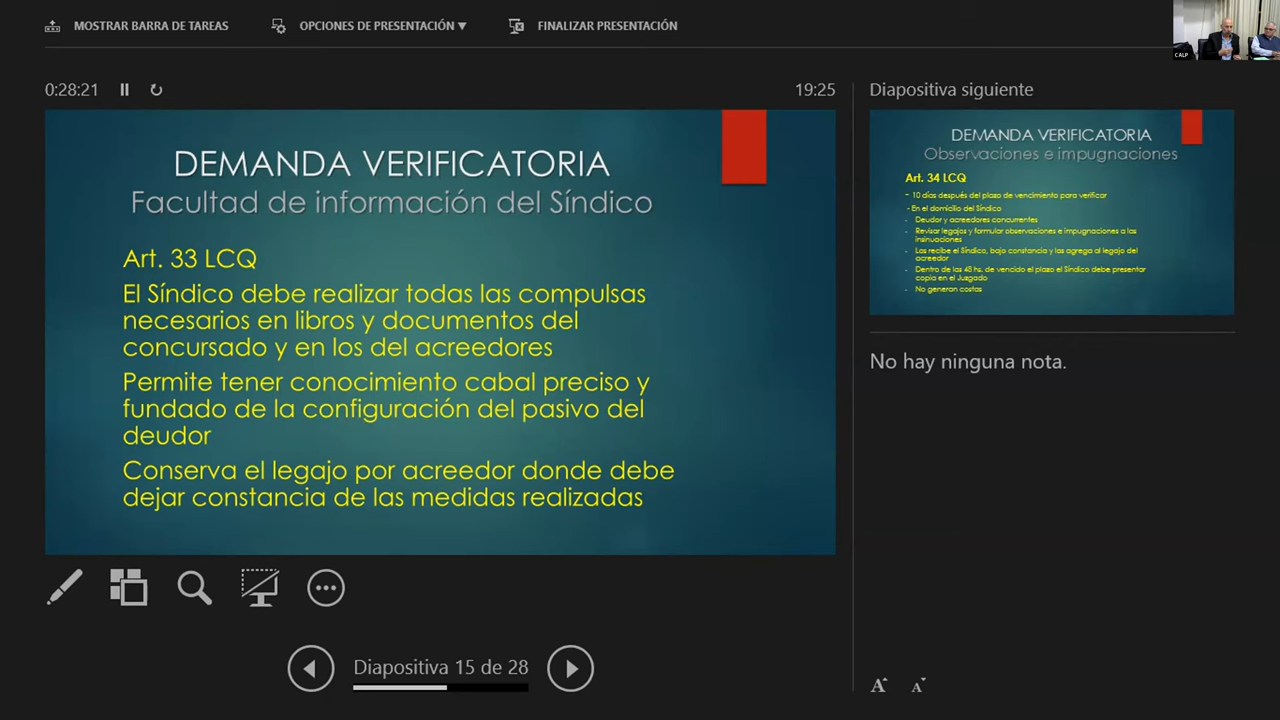 MOSTRAR BARRA DE TAREAS
OPCIONES DE PRESENTACIÓN ▼
FINALIZAR PRESENTACIÓN
CALP
0:28:21
19:25
DEMANDA VERIFICATORIA
Facultad de información del Síndico
Art. 33 LCQ
El Síndico debe realizar todas las compulsas
necesarios en libros y documentos del
concursado y en los del acreedores
Permite tener conocimiento cabal preciso y
fundado de la configuración del pasivo del
deudor
Conserva el legajo por acreedor donde debe
dejar constancia de las medidas realizadas
Diapositiva siguiente
DEMANDA VERIFICATORIA
Observaciones e impugnaciones
Art. 34 LCQ
- 10 días después del plazo de vencimiento para verificar
- En el domicilio del Síndico
- Deudor y acreedores concurrentes
- Revisar legajos y formular observaciones e impugnaciones a las
insinuaciones
- Las recibe el Síndico, bajo constancia y las agrega al legajo del
acreedor
- Dentro de las 48 hs. de vencido el plazo el Síndico debe presentar
copia en el Juzgado
- No generan costas
No hay ninguna nota.
Diapositiva 15 de 28
A A